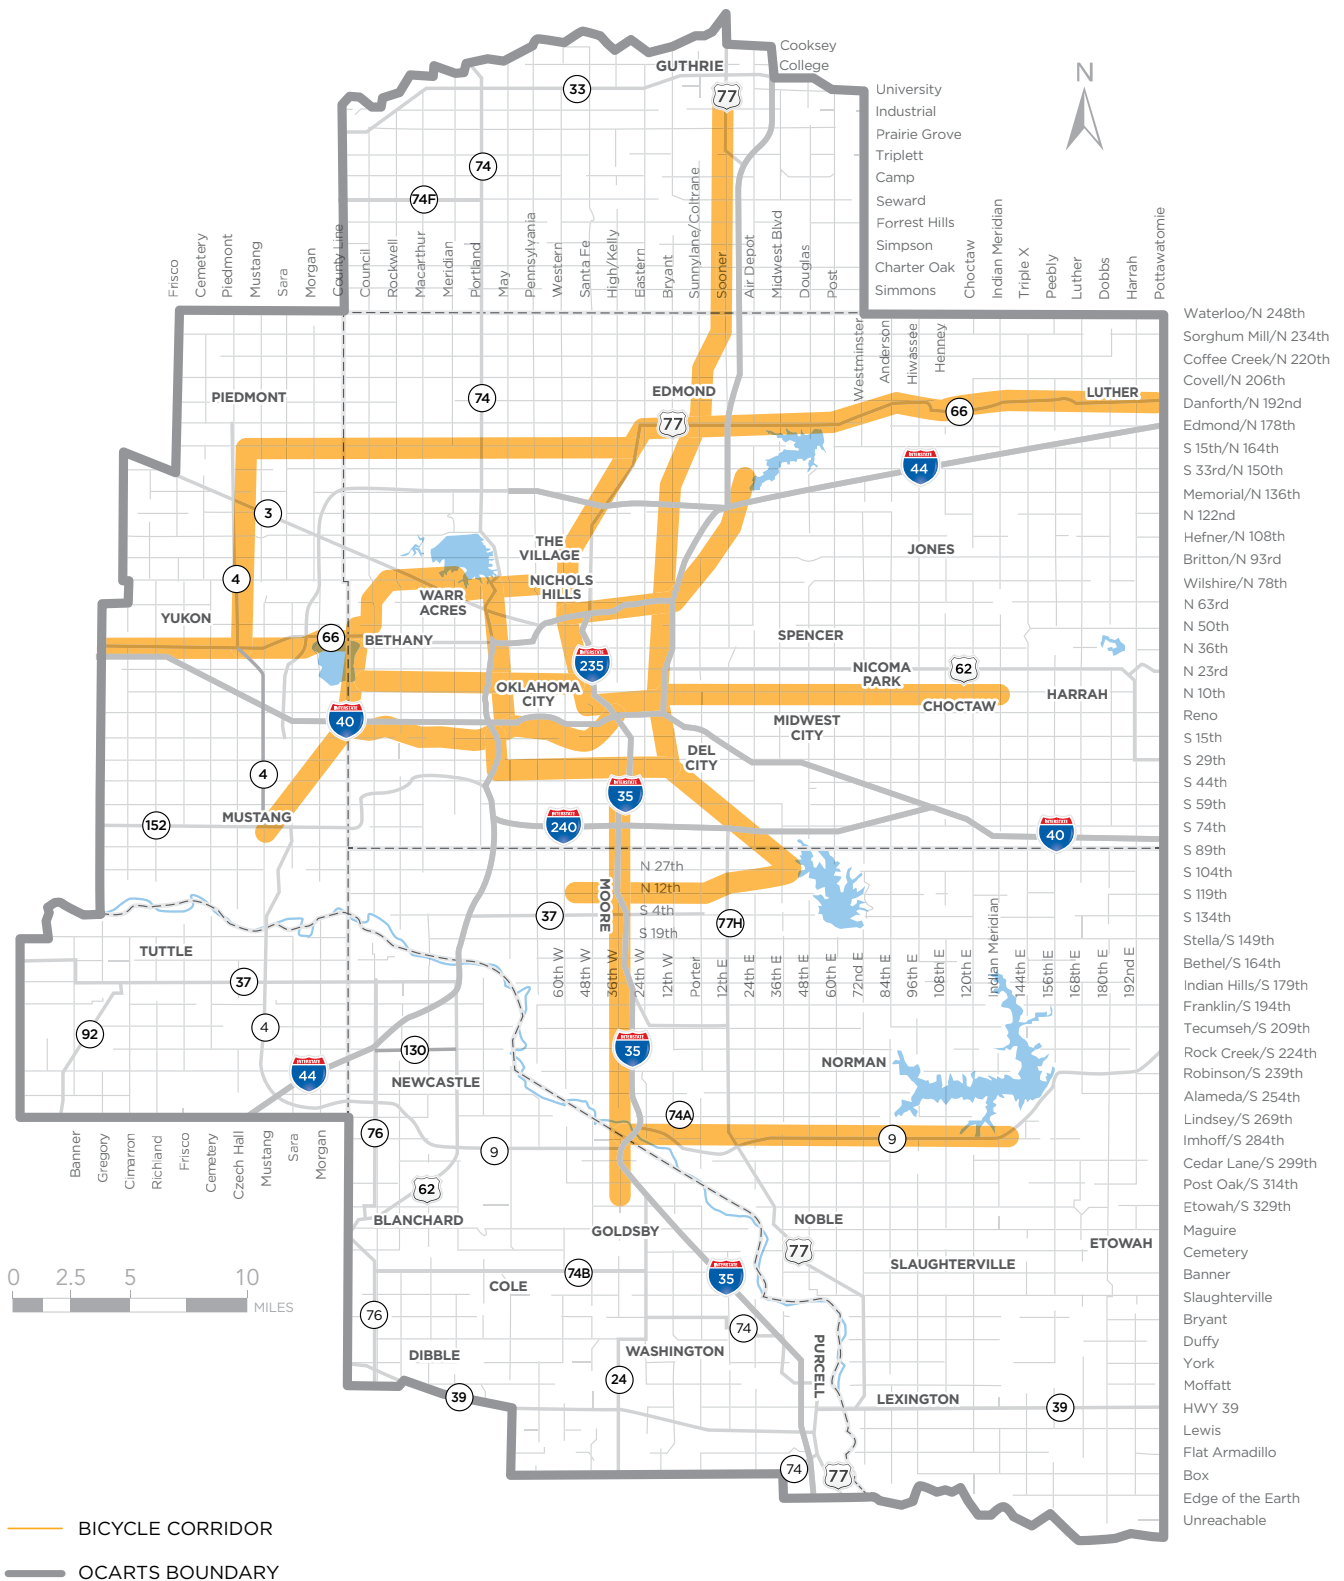 Cooksey
College
GUTHRIE
N
33
77
University
Industrial
Prairie Grove
Triplett
Camp
Seward
Forrest Hills
Simpson
Charter Oak
Simmons
74
74F
Frisco
Cemetery
Piedmont
Mustang
Sara
Morgan
County Line
Council
Rockwell
Macarthur
Meridian
Portland
May
Pennsylvania
Western
Santa Fe
High/Kelly
Eastern
Bryant
Sunnylane/Coltrane
Sooner
Air Depot
Midwest Blvd
Douglas
Post
Choctaw
Indian Meridian
Triple X
Peebly
Luther
Dobbs
Harrah
Pottawatomie
Westminster
Anderson
Hiwassee
Henney
Waterloo/N 248th
Sorghum Mill/N 234th
Coffee Creek/N 220th
Covell/N 206th
Danforth/N 192nd
Edmond/N 178th
S 15th/N 164th
S 33rd/N 150th
Memorial/N 136th
N 122nd
Hefner/N 108th
Britton/N 93rd
Wilshire/N 78th
N 63rd
N 50th
N 36th
N 23rd
N 10th
Reno
S 15th
S 29th
S 44th
S 59th
S 74th
S 89th
S 104th
S 119th
S 134th
Stella/S 149th
Bethel/S 164th
Indian Hills/S 179th
Franklin/S 194th
Tecumseh/S 209th
Rock Creek/S 224th
Robinson/S 239th
Alameda/S 254th
Lindsey/S 269th
Imhoff/S 284th
Cedar Lane/S 299th
Post Oak/S 314th
Etowah/S 329th
Maguire
Cemetery
Banner
Slaughterville
Bryant
Duffy
York
Moffatt
HWY 39
Lewis
Flat Armadillo
Box
Edge of the Earth
Unreachable
PIEDMONT
74
EDMOND
77
LUTHER
66
INTERSTATE
44
3
THE
VILLAGE
NICHOLS
HILLS
JONES
4
WARR
ACRES
YUKON
66
BETHANY
SPENCER
INTERSTATE
235
NICOMA
PARK
62
OKLAHOMA
CITY
CHOCTAW
HARRAH
INTERSTATE
40
MIDWEST
CITY
DEL
CITY
4
INTERSTATE
35
MUSTANG
152
INTERSTATE
240
INTERSTATE
40
N 27th
N 12th
S 4th
S 19th
MOORE
37
77H
TUTTLE
37
92
4
60th W
48th W
36th W
24th W
12th W
Porter
12th E
24th E
36th E
48th E
60th E
72nd E
84th E
96th E
108th E
120th E
Indian Meridian
144th E
156th E
168th E
180th E
192nd E
INTERSTATE
44
130
INTERSTATE
35
NORMAN
NEWCASTLE
74A
76
9
9
Banner
Gregory
Cimarron
Richland
Frisco
Cemetery
Czech Hall
Mustang
Sara
Morgan
62
BLANCHARD
GOLDSBY
NOBLE
77
ETOWAH
SLAUGHTERVILLE
74B
COLE
INTERSTATE
35
0 2.5 5 10
MILES
76
74
DIBBLE
WASHINGTON
PURCELL
24
39
LEXINGTON
39
74
77
BICYCLE CORRIDOR
OCARTS BOUNDARY